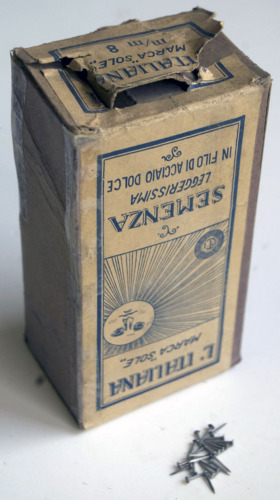 ITALIANA
MARCA "SOLE„
m/m 8
L'ITALIANA
MARCA "SOLE„
SEMENZA
LEGGERISSIMA
IN FILO DI ACCIAIO DOLCE